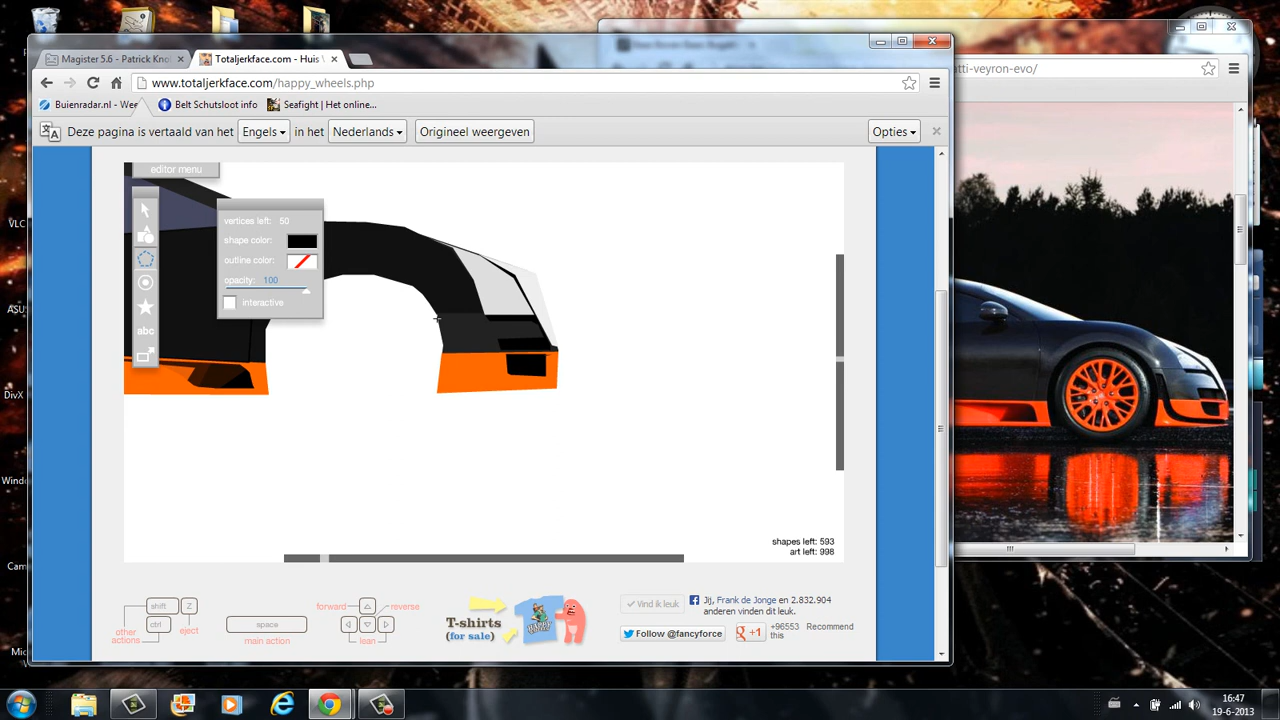 Magister 5.6 - Patrick Kno
Totaljerkface.com - Huis
www.totaljerkface.com/happy_wheels.php
atti-veyron-evo/
Buienradar.nl - Wee
Belt Schutsloot info
Seafight | Het online...
Deze pagina is vertaald van het
Engels
in het
Nederlands
Origineel weergeven
Opties
editor menu
vertices left: 50
shape color:
outline color:
opacity: 100
interactive
abc
shapes left: 593
art left: 998
shift
Z
ctrl
eject
other
actions
space
main action
forward
reverse
lean
T-shirts
(for sale)
Vind ik leuk
Jij, Frank de Jonge en 2.832.904
anderen vinden dit leuk.
Follow @fancyforce
g +1
+96553 Recommend
this
VLC
ASUS
DivX
Windo
Cam
16:47
19-6-2013